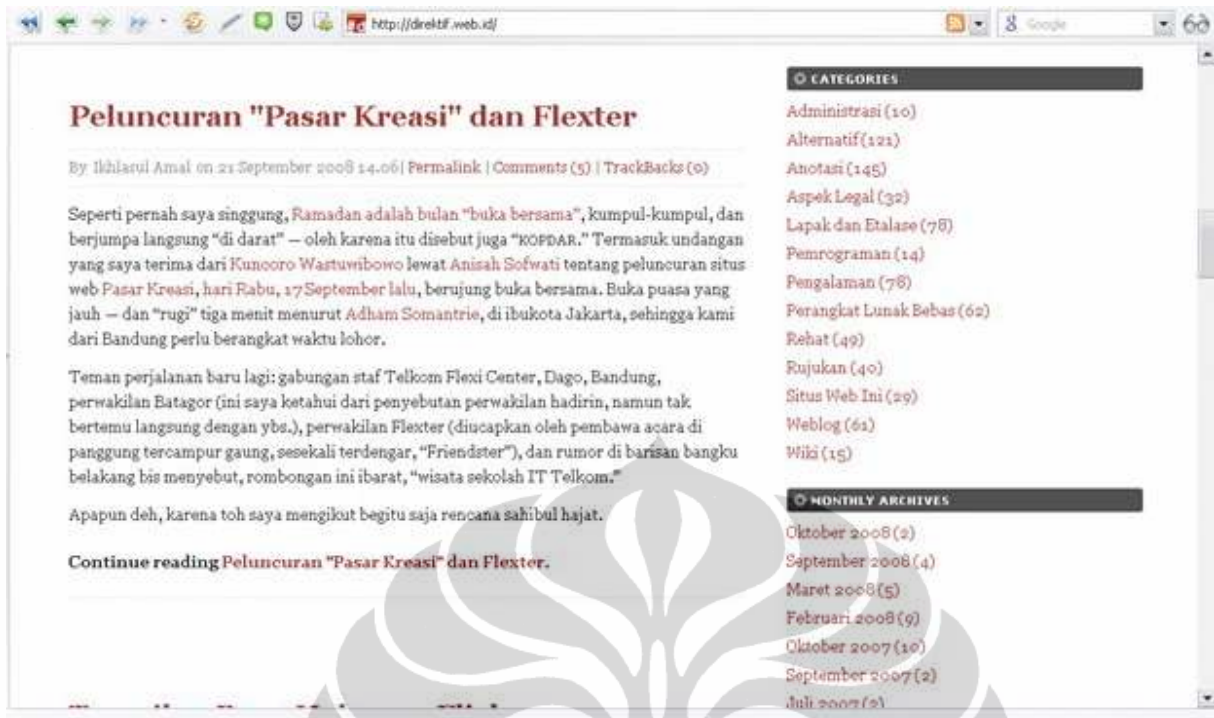 http://direktif.web.id/
Google
Peluncuran "Pasar Kreasi" dan Flexter
By Ikhlasul Amal on 21 September 2008 14.06| Permalink | Comments (5) | TrackBacks (0)
Seperti pernah saya singgung, Ramadan adalah bulan “buka bersama”, kumpul-kumpul, dan
berjumpa langsung “di darat” — oleh karena itu disebut juga “KOPDAR.” Termasuk undangan
yang saya terima dari Kuncoro Wastuwibowo lewat Anisah Sofwati tentang peluncuran situs
web Pasar Kreasi, hari Rabu, 17 September lalu, berujung buka bersama. Buka puasa yang
jauh — dan “rugi” tiga menit menurut Adham Somantrie, di ibukota Jakarta, sehingga kami
dari Bandung perlu berangkat waktu lohor.
Teman perjalanan baru lagi: gabungan staf Telkom Flexi Center, Dago, Bandung,
perwakilan Batagor (ini saya ketahui dari penyebutan perwakilan hadirin, namun tak
bertemu langsung dengan ybs.), perwakilan Flexter (diucapkan oleh pembawa acara di
panggung tercampur gaung, sesekali terdengar, “Friendster”), dan rumor di barisan bangku
belakang bis menyebut, rombongan ini ibarat, “wisata sekolah IT Telkom.”
Apapun deh, karena toh saya mengikut begitu saja rencana sahibul hajat.
Continue reading Peluncuran "Pasar Kreasi" dan Flexter.
CATEGORIES
Administrasi (10)
Alternatif (121)
Anotasi (145)
Aspek Legal (32)
Lapak dan Etalase (78)
Pemrograman (14)
Pengalaman (78)
Perangkat Lunak Bebas (62)
Rehat (49)
Rujukan (40)
Situs Web Ini (29)
Weblog (61)
Wiki (15)
MONTHLY ARCHIVES
Oktober 2008 (2)
September 2008 (4)
Maret 2008 (5)
Februari 2008 (9)
Oktober 2007 (10)
September 2007 (2)
Juli 2007 (2)